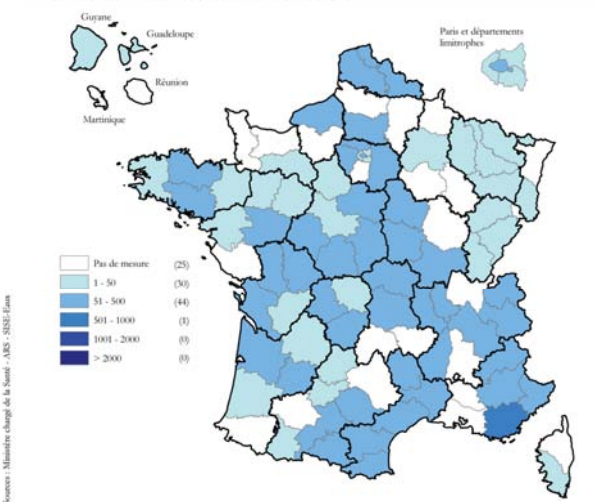 Guyane
Guadeloupe
Réunion
Martinique
Paris et départements
limitrophes
Pas de mesure (25)
1 - 50 (30)
51 - 500 (44)
501 - 1000 (1)
1001 - 2000 (0)
> 2000 (0)
Sources : Ministère chargé de la Santé - ARS - SISE-Eaux